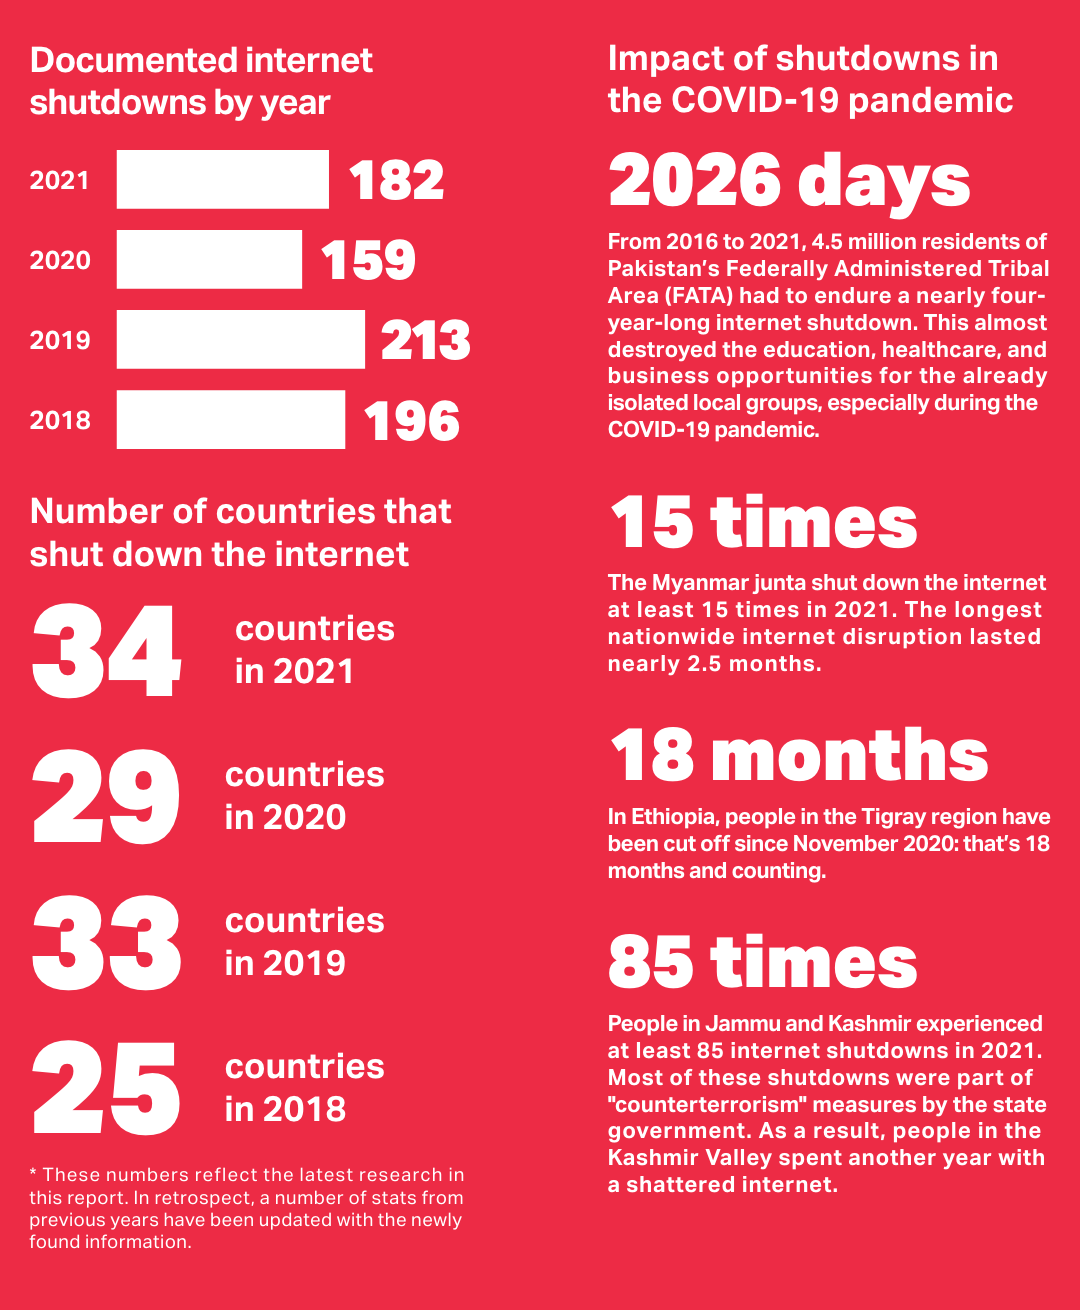 Documented internet
shutdowns by year
2021 182
2020 159
2019 213
2018 196
Number of countries that
shut down the internet
34 countries
in 2021
29 countries
in 2020
33 countries
in 2019
25 countries
in 2018
* These numbers reflect the latest research in
this report. In retrospect, a number of stats from
previous years have been updated with the newly
found information.
Impact of shutdowns in
the COVID-19 pandemic
2026 days
From 2016 to 2021, 4.5 million residents of
Pakistan’s Federally Administered Tribal
Area (FATA) had to endure a nearly four-
year-long internet shutdown. This almost
destroyed the education, healthcare, and
business opportunities for the already
isolated local groups, especially during the
COVID-19 pandemic.
15 times
The Myanmar junta shut down the internet
at least 15 times in 2021. The longest
nationwide internet disruption lasted
nearly 2.5 months.
18 months
In Ethiopia, people in the Tigray region have
been cut off since November 2020: that’s 18
months and counting.
85 times
People in Jammu and Kashmir experienced
at least 85 internet shutdowns in 2021.
Most of these shutdowns were part of
"counterterrorism" measures by the state
government. As a result, people in the
Kashmir Valley spent another year with
a shattered internet.